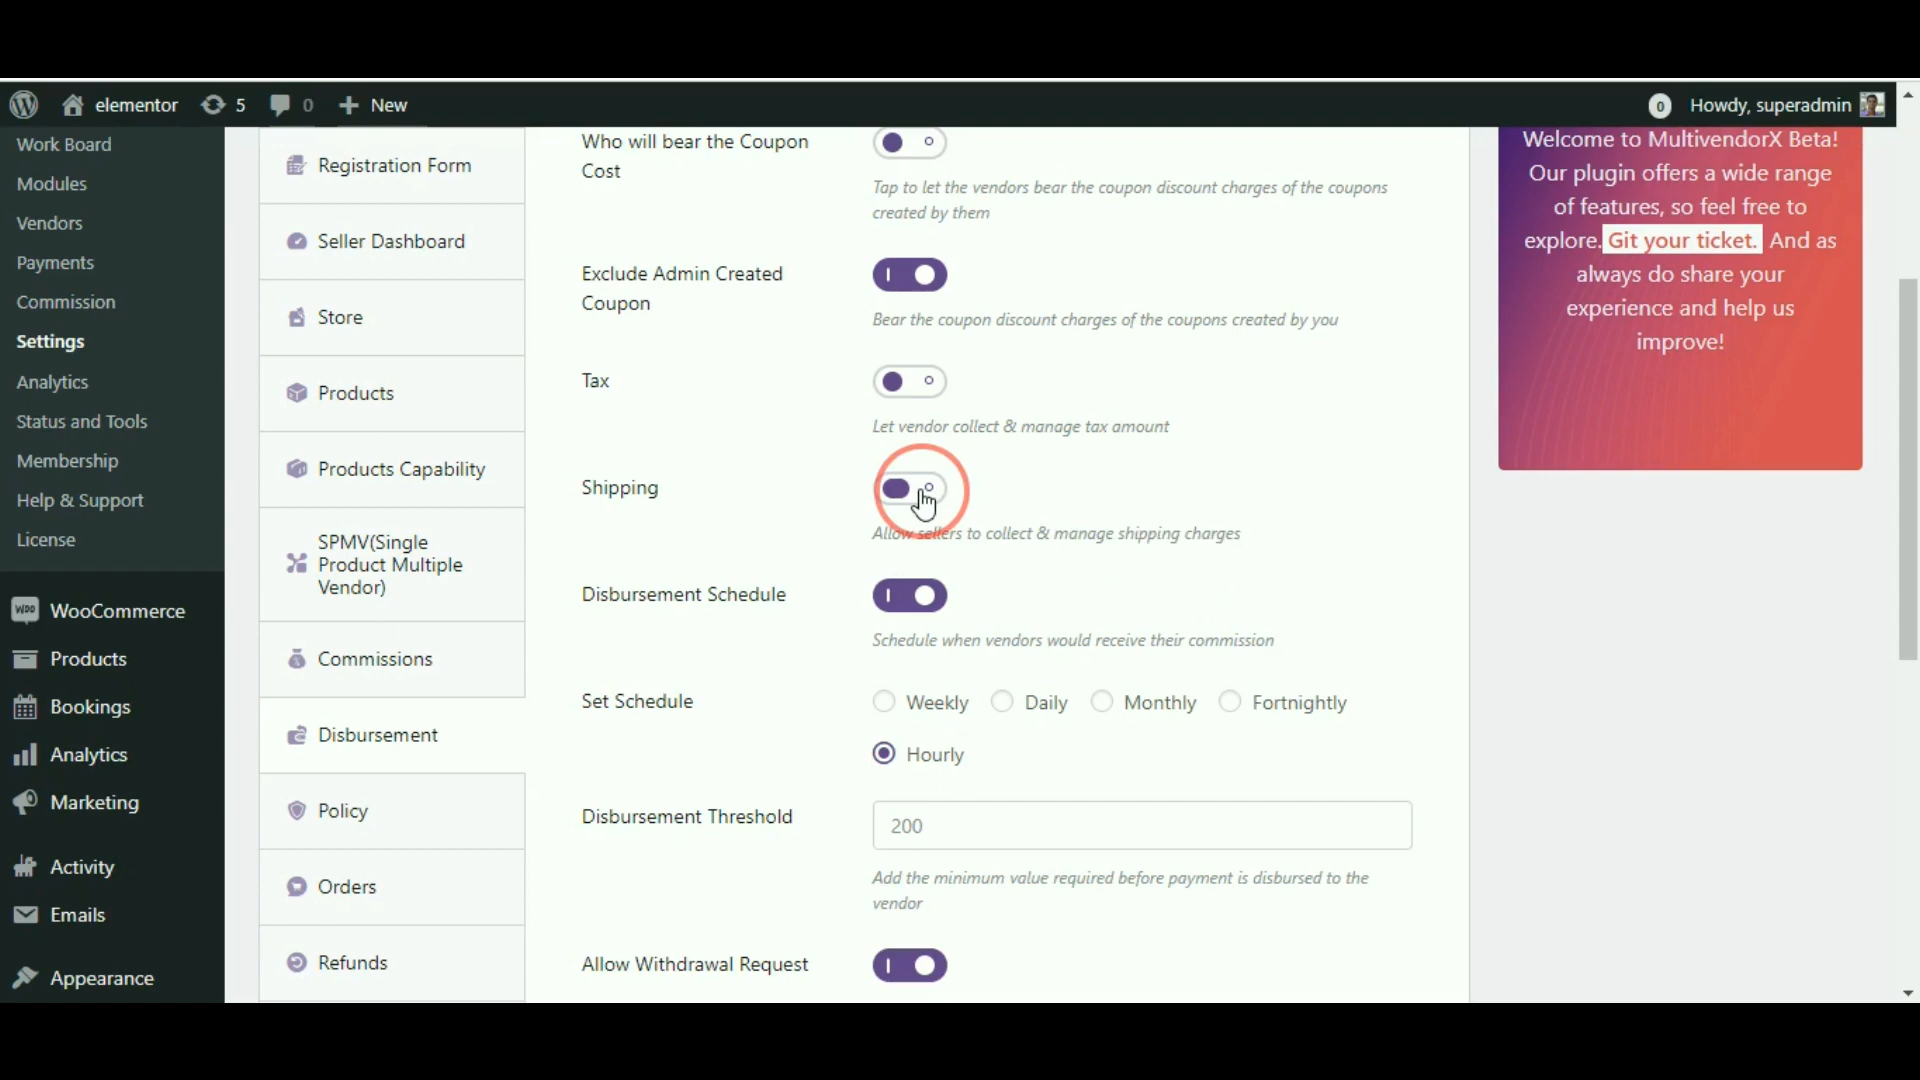 elementor
5
0
New
0
Howdy, superadmin
Work Board
Modules
Vendors
Payments
Commission
Settings
Analytics
Status and Tools
Membership
Help & Support
License
WOO
WooCommerce
Products
Bookings
Analytics
Marketing
Activity
Emails
Appearance
Registration Form
Seller Dashboard
Store
Products
Products Capability
SPMV(Single
Product Multiple
Vendor)
Commissions
Disbursement
Policy
Orders
Refunds
Who will bear the Coupon
Cost
Tap to let the vendors bear the coupon discount charges of the coupons
created by them
Exclude Admin Created
Coupon
Bear the coupon discount charges of the coupons created by you
Tax
Let vendor collect & manage tax amount
Shipping
Allow sellers to collect & manage shipping charges
Disbursement Schedule
Schedule when vendors would receive their commission
Set Schedule
Weekly
Daily
Monthly
Fortnightly
Hourly
Disbursement Threshold
200
Add the minimum value required before payment is disbursed to the
vendor
Allow Withdrawal Request
Welcome to MultivendorX Beta!
Our plugin offers a wide range
of features, so feel free to
explore. Git your ticket. And as
always do share your
experience and help us
improve!